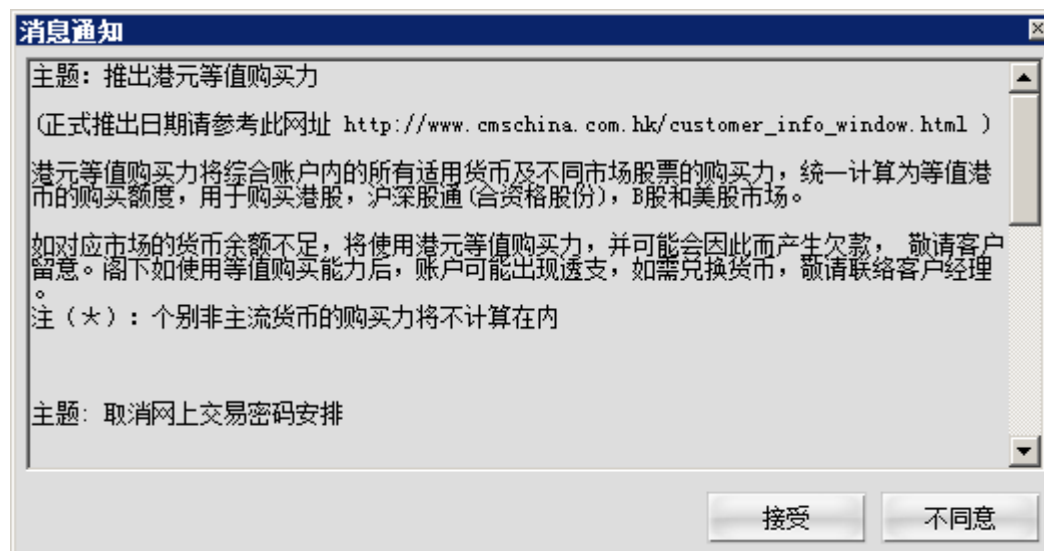 消息通知
主题：推出港元等值购买力
(正式推出日期请参考此网址 http://www.cmschina.com.hk/customer_info_window.html )
港元等值购买力将综合账户内的所有适用货币及不同市场股票的购买力，统一计算为等值港
币的购买额度，用于购买港股，沪深股通(合资格股份)，B股和美股市场。
如对应市场的货币余额不足，将使用港元等值购买力，并可能会因此而产生欠款， 敬请客户
留意。阁下如使用等值购买能力后，账户可能出现透支，如需兑换货币，敬请联络客户经理
。
注（*）：个别非主流货币的购买力将不计算在内
主题: 取消网上交易密码安排
接受
不同意